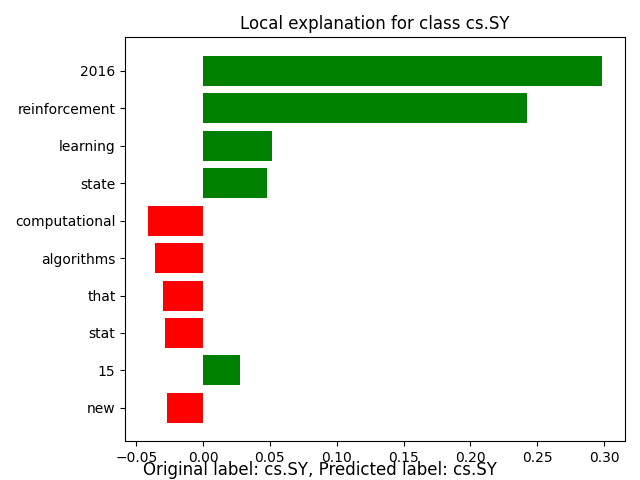 Local explanation for class cs.SY
2016
reinforcement
learning
state
computational
algorithms
that
stat
15
new
−0.05 0.00 0.05 0.10 0.15 0.20 0.25 0.30
Original label: cs.SY, Predicted label: cs.SY